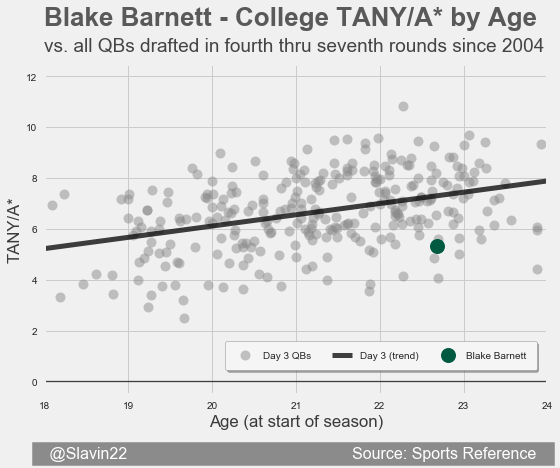 Blake Barnett - College TANY/A* by Age
vs. all QBs drafted in fourth thru seventh rounds since 2004
12
10
8
6
4
2
0
TANY/A*
Day 3 QBs
Day 3 (trend)
Blake Barnett
18 19 20 21 22 23 24
Age (at start of season)
@Slavin22
Source: Sports Reference